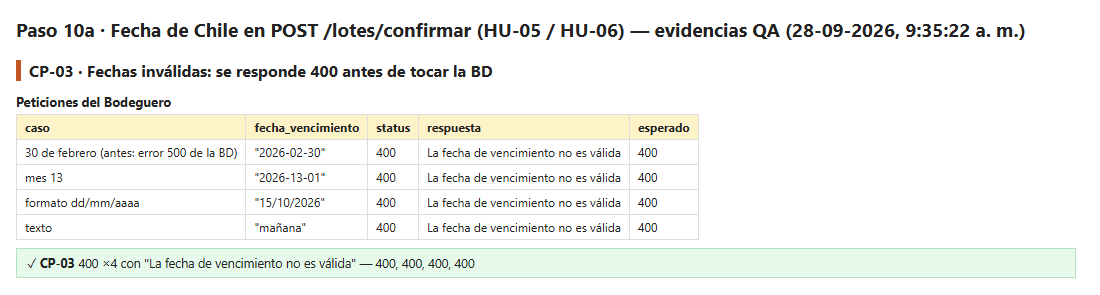 Paso 10a · Fecha de Chile en POST /lotes/confirmar (HU-05 / HU-06) — evidencias QA (28-09-2026, 9:35:22 a. m.)
CP-03 · Fechas inválidas: se responde 400 antes de tocar la BD
Peticiones del Bodeguero
caso fecha_vencimiento status respuesta esperado
30 de febrero (antes: error 500 de la BD) "2026-02-30" 400 La fecha de vencimiento no es válida 400
mes 13 "2026-13-01" 400 La fecha de vencimiento no es válida 400
formato dd/mm/aaaa "15/10/2026" 400 La fecha de vencimiento no es válida 400
texto "mañana" 400 La fecha de vencimiento no es válida 400
✓ CP-03 400 ×4 con "La fecha de vencimiento no es válida" — 400, 400, 400, 400